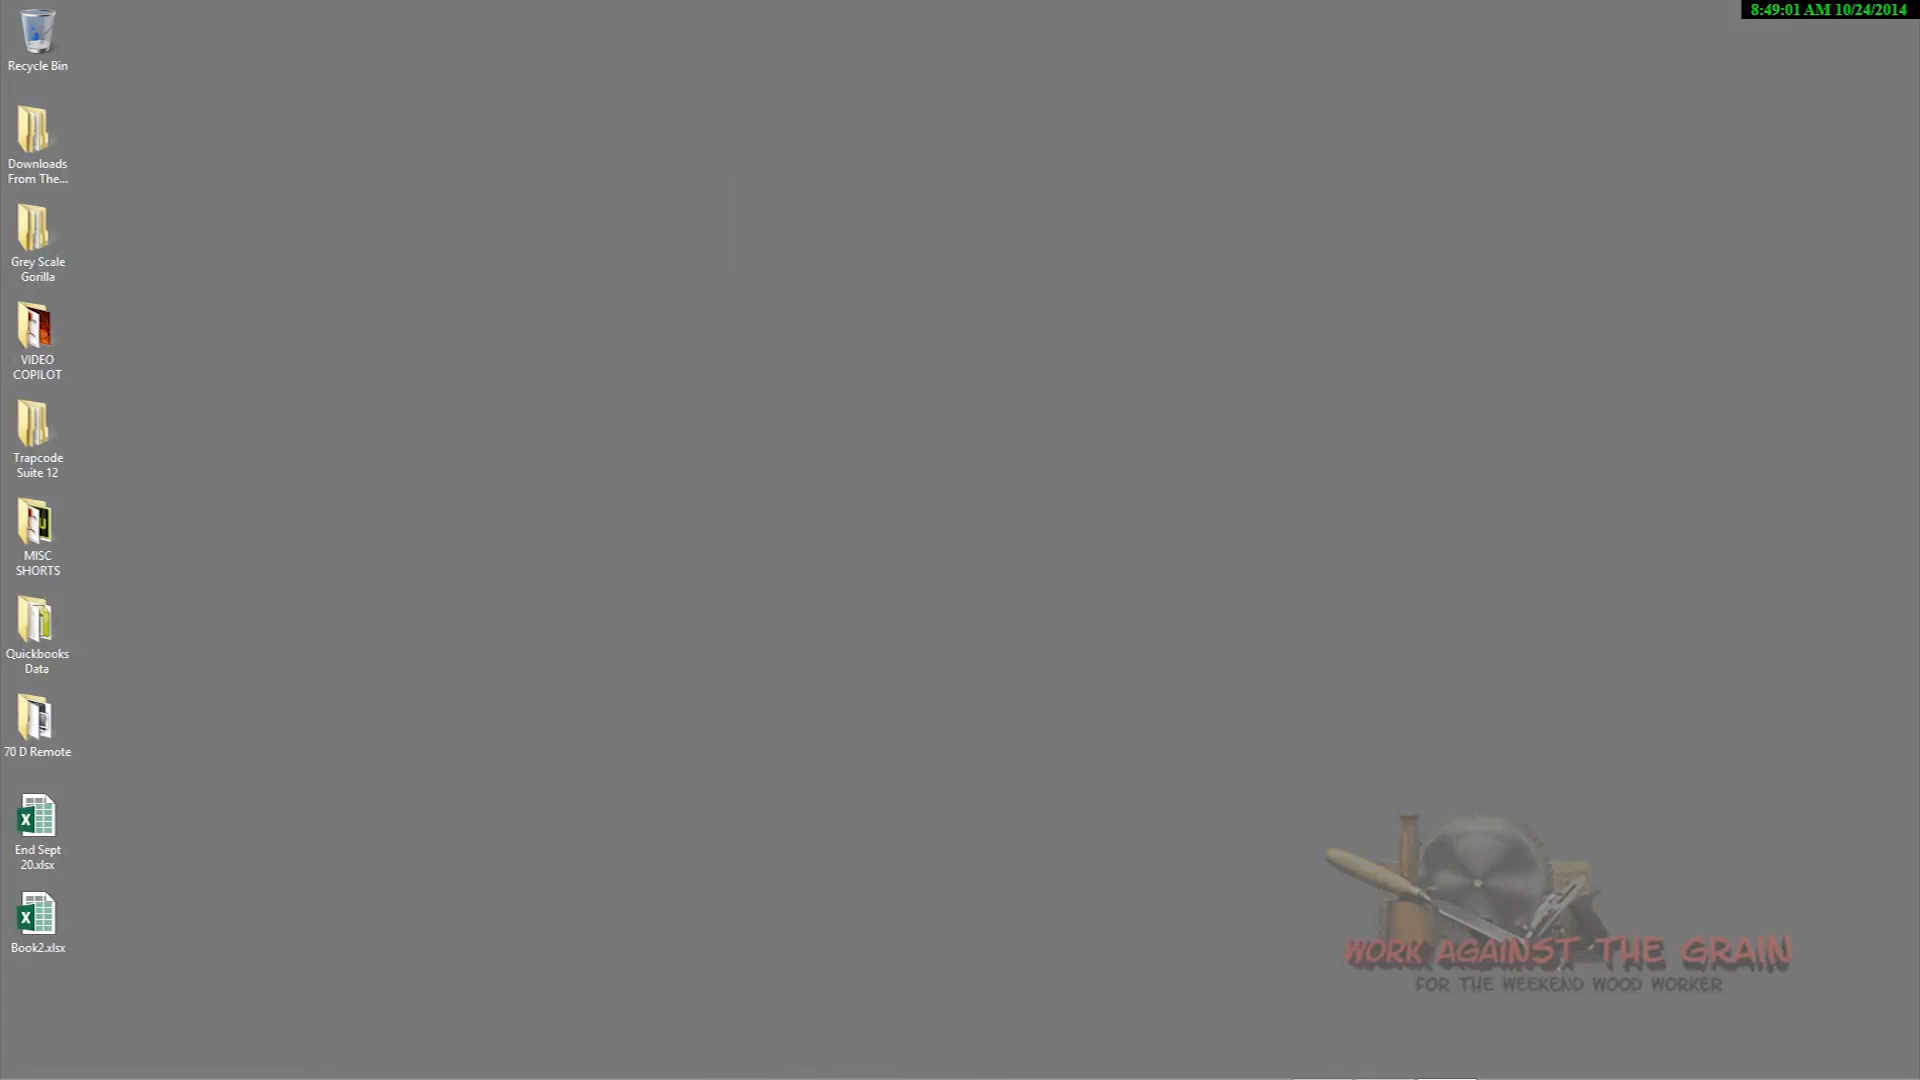 8:49:01 AM 10/24/2014
Recycle Bin
Downloads
From The...
Grey Scale
Gorilla
VIDEO
COPILOT
Trapcode
Suite 12
MISC
SHORTS
Quickbooks
Data
70 D Remote
End Sept
20.xlsx
Book2.xlsx
WORK AGAINST THE GRAIN
FOR THE WEEKEND WOOD WORKER